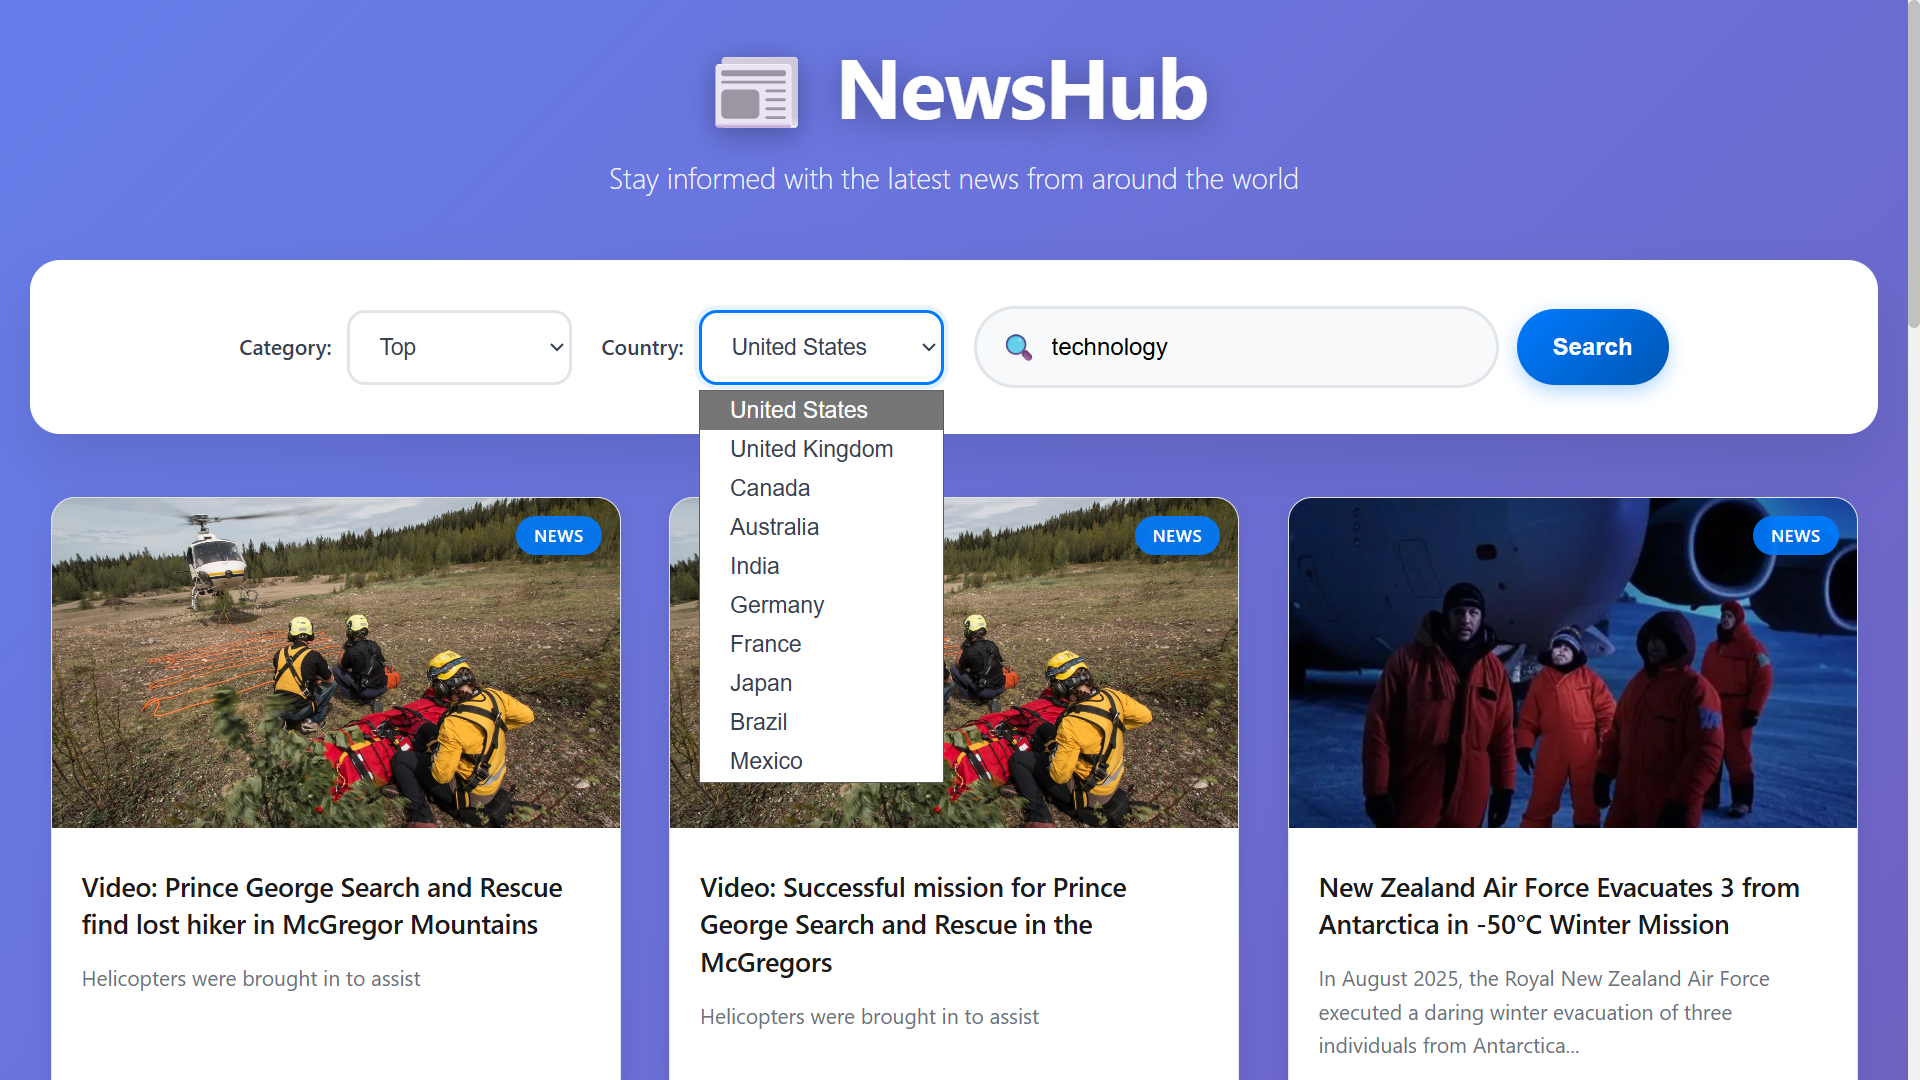 NewsHub
Stay informed with the latest news from around the world
Category:
Top
Country:
United States
technology
Search
United States
United Kingdom
Canada
Australia
India
Germany
France
Japan
Brazil
Mexico
NEWS
Video: Prince George Search and Rescue
find lost hiker in McGregor Mountains
Helicopters were brought in to assist
NEWS
Video: Successful mission for Prince
George Search and Rescue in the
McGregors
Helicopters were brought in to assist
NEWS
New Zealand Air Force Evacuates 3 from
Antarctica in -50°C Winter Mission
In August 2025, the Royal New Zealand Air Force
executed a daring winter evacuation of three
individuals from Antarctica...